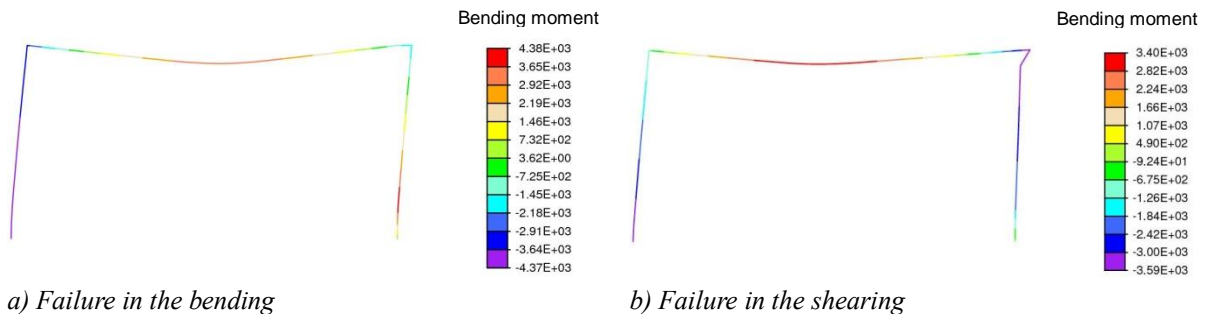 Bending moment
4.38E+03
3.65E+03
2.92E+03
2.19E+03
1.46E+03
7.32E+02
3.62E+00
-7.25E+02
-1.45E+03
-2.18E+03
-2.91E+03
-3.64E+03
-4.37E+03
a) Failure in the bending
Bending moment
3.40E+03
2.82E+03
2.24E+03
1.66E+03
1.07E+03
4.90E+02
-9.24E+01
-6.75E+02
-1.26E+03
-1.84E+03
-2.42E+03
-3.00E+03
-3.59E+03
b) Failure in the shearing